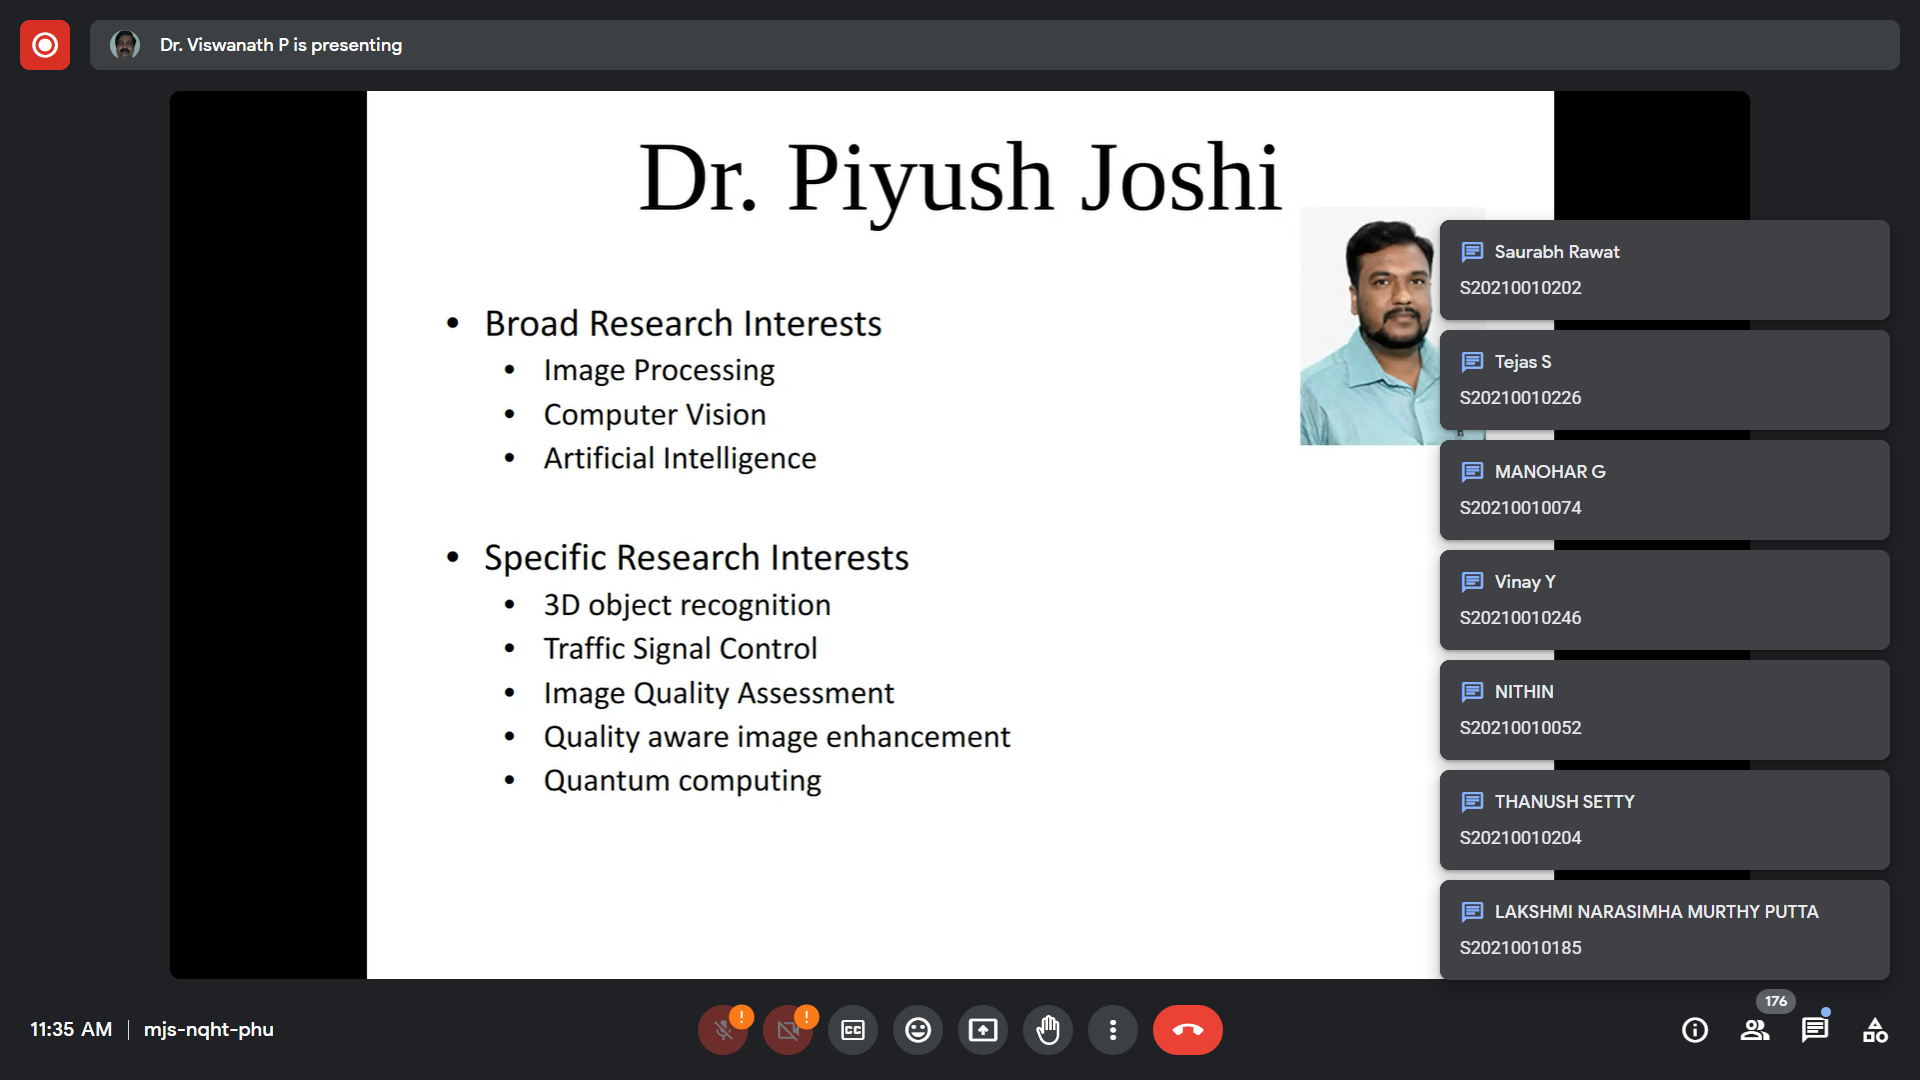 Dr. Viswanath P is presenting
Dr. Piyush Joshi
• Broad Research Interests
• Image Processing
• Computer Vision
• Artificial Intelligence
• Specific Research Interests
• 3D object recognition
• Traffic Signal Control
• Image Quality Assessment
• Quality aware image enhancement
• Quantum computing
Saurabh Rawat
S20210010202
Tejas S
S20210010226
MANOHAR G
S20210010074
Vinay Y
S20210010246
NITHIN
S20210010052
THANUSH SETTY
S20210010204
LAKSHMI NARASIMHA MURTHY PUTTA
S20210010185
11:35 AM | mjs-nqht-phu
!
!
CC
176